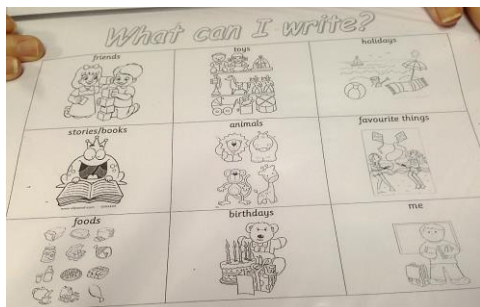 What can I write?
friends
toys
holidays
stories/books
animals
favourite things
foods
birthdays
me